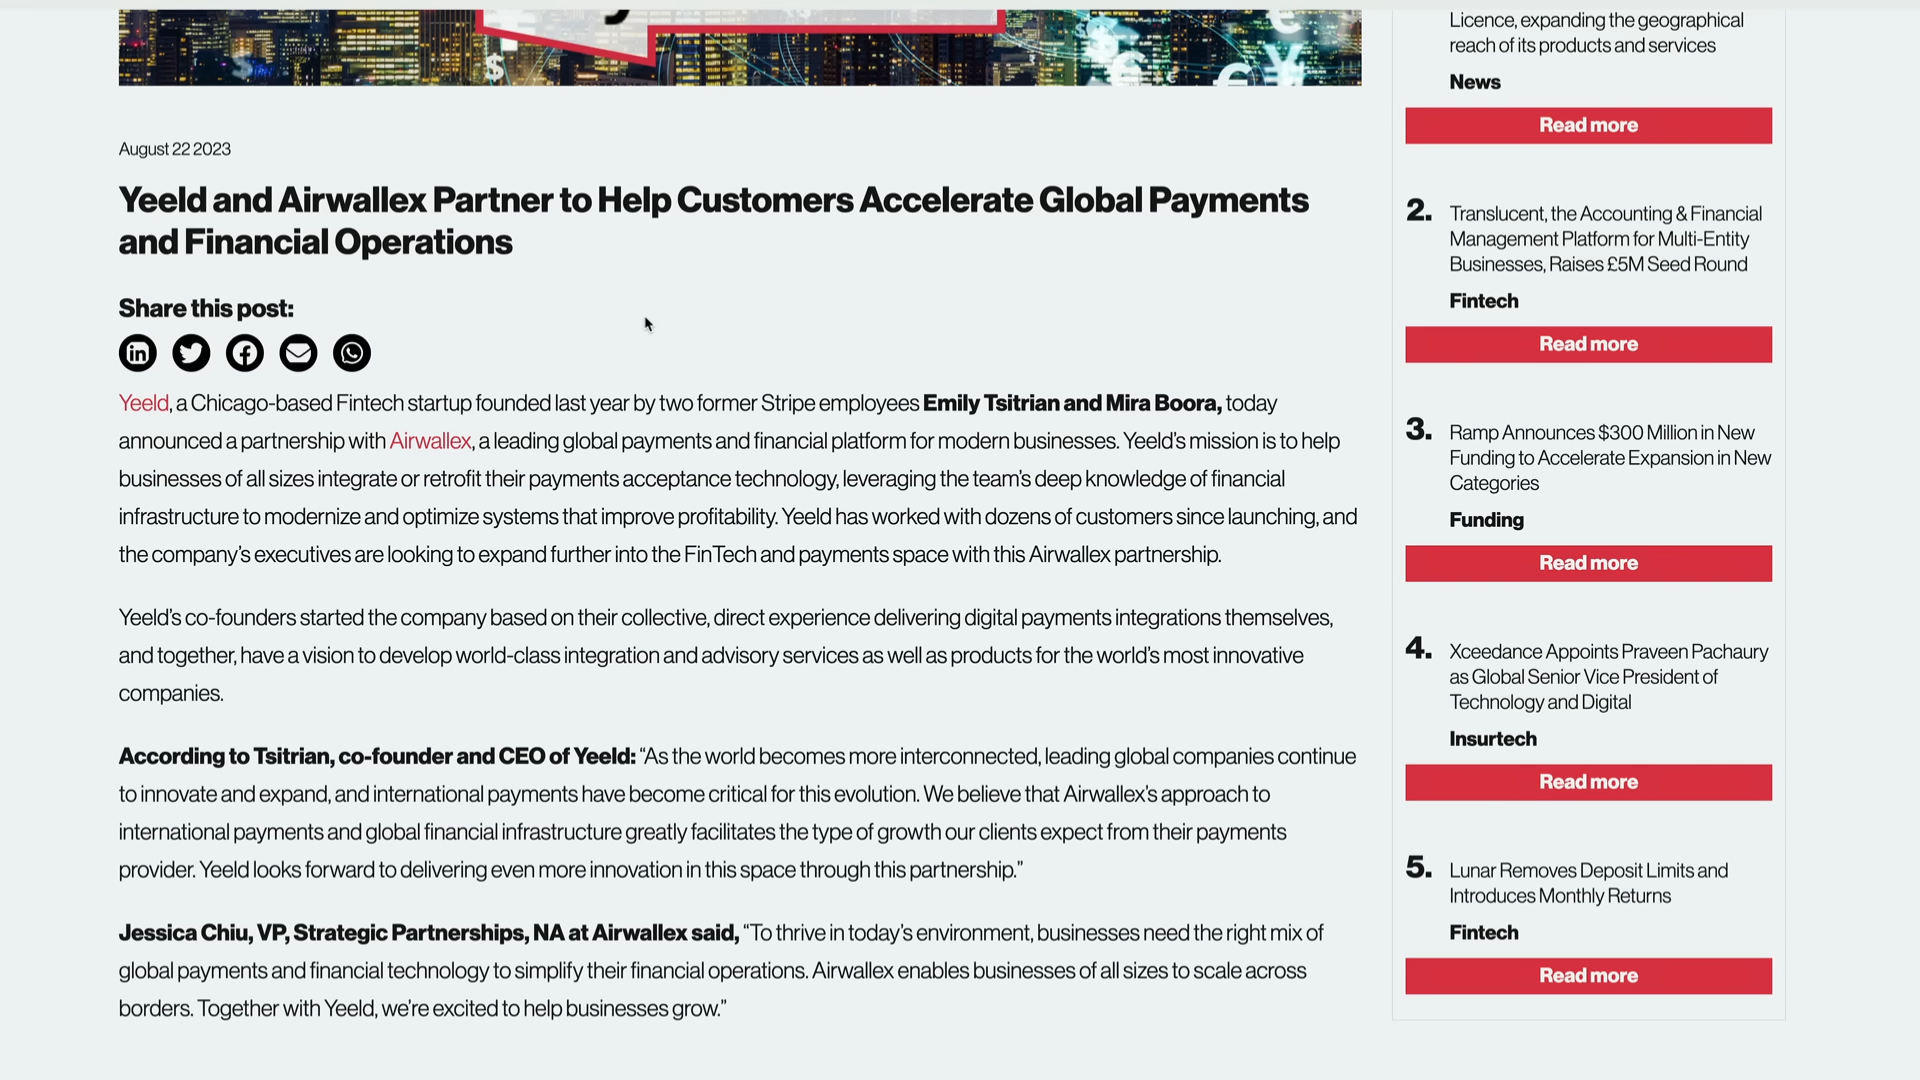 August 22 2023
Yeeld and Airwallex Partner to Help Customers Accelerate Global Payments
and Financial Operations
Share this post:
Yeeld, a Chicago-based Fintech startup founded last year by two former Stripe employees Emily Tsitrian and Mira Boora, today
announced a partnership with Airwallex, a leading global payments and financial platform for modern businesses. Yeeld’s mission is to help
businesses of all sizes integrate or retrofit their payments acceptance technology, leveraging the team’s deep knowledge of financial
infrastructure to modernize and optimize systems that improve profitability. Yeeld has worked with dozens of customers since launching, and
the company’s executives are looking to expand further into the FinTech and payments space with this Airwallex partnership.
Yeeld’s co-founders started the company based on their collective, direct experience delivering digital payments integrations themselves,
and together, have a vision to develop world-class integration and advisory services as well as products for the world’s most innovative
companies.
According to Tsitrian, co-founder and CEO of Yeeld: “As the world becomes more interconnected, leading global companies continue
to innovate and expand, and international payments have become critical for this evolution. We believe that Airwallex’s approach to
international payments and global financial infrastructure greatly facilitates the type of growth our clients expect from their payments
provider. Yeeld looks forward to delivering even more innovation in this space through this partnership.”
Jessica Chiu, VP, Strategic Partnerships, NA at Airwallex said, “To thrive in today’s environment, businesses need the right mix of
global payments and financial technology to simplify their financial operations. Airwallex enables businesses of all sizes to scale across
borders. Together with Yeeld, we’re excited to help businesses grow.”
Licence, expanding the geographical
reach of its products and services
News
Read more
2. Translucent, the Accounting & Financial
Management Platform for Multi-Entity
Businesses, Raises £5M Seed Round
Fintech
Read more
3. Ramp Announces $300 Million in New
Funding to Accelerate Expansion in New
Categories
Funding
Read more
4. Xceedance Appoints Praveen Pachaury
as Global Senior Vice President of
Technology and Digital
Insurtech
Read more
5. Lunar Removes Deposit Limits and
Introduces Monthly Returns
Fintech
Read more